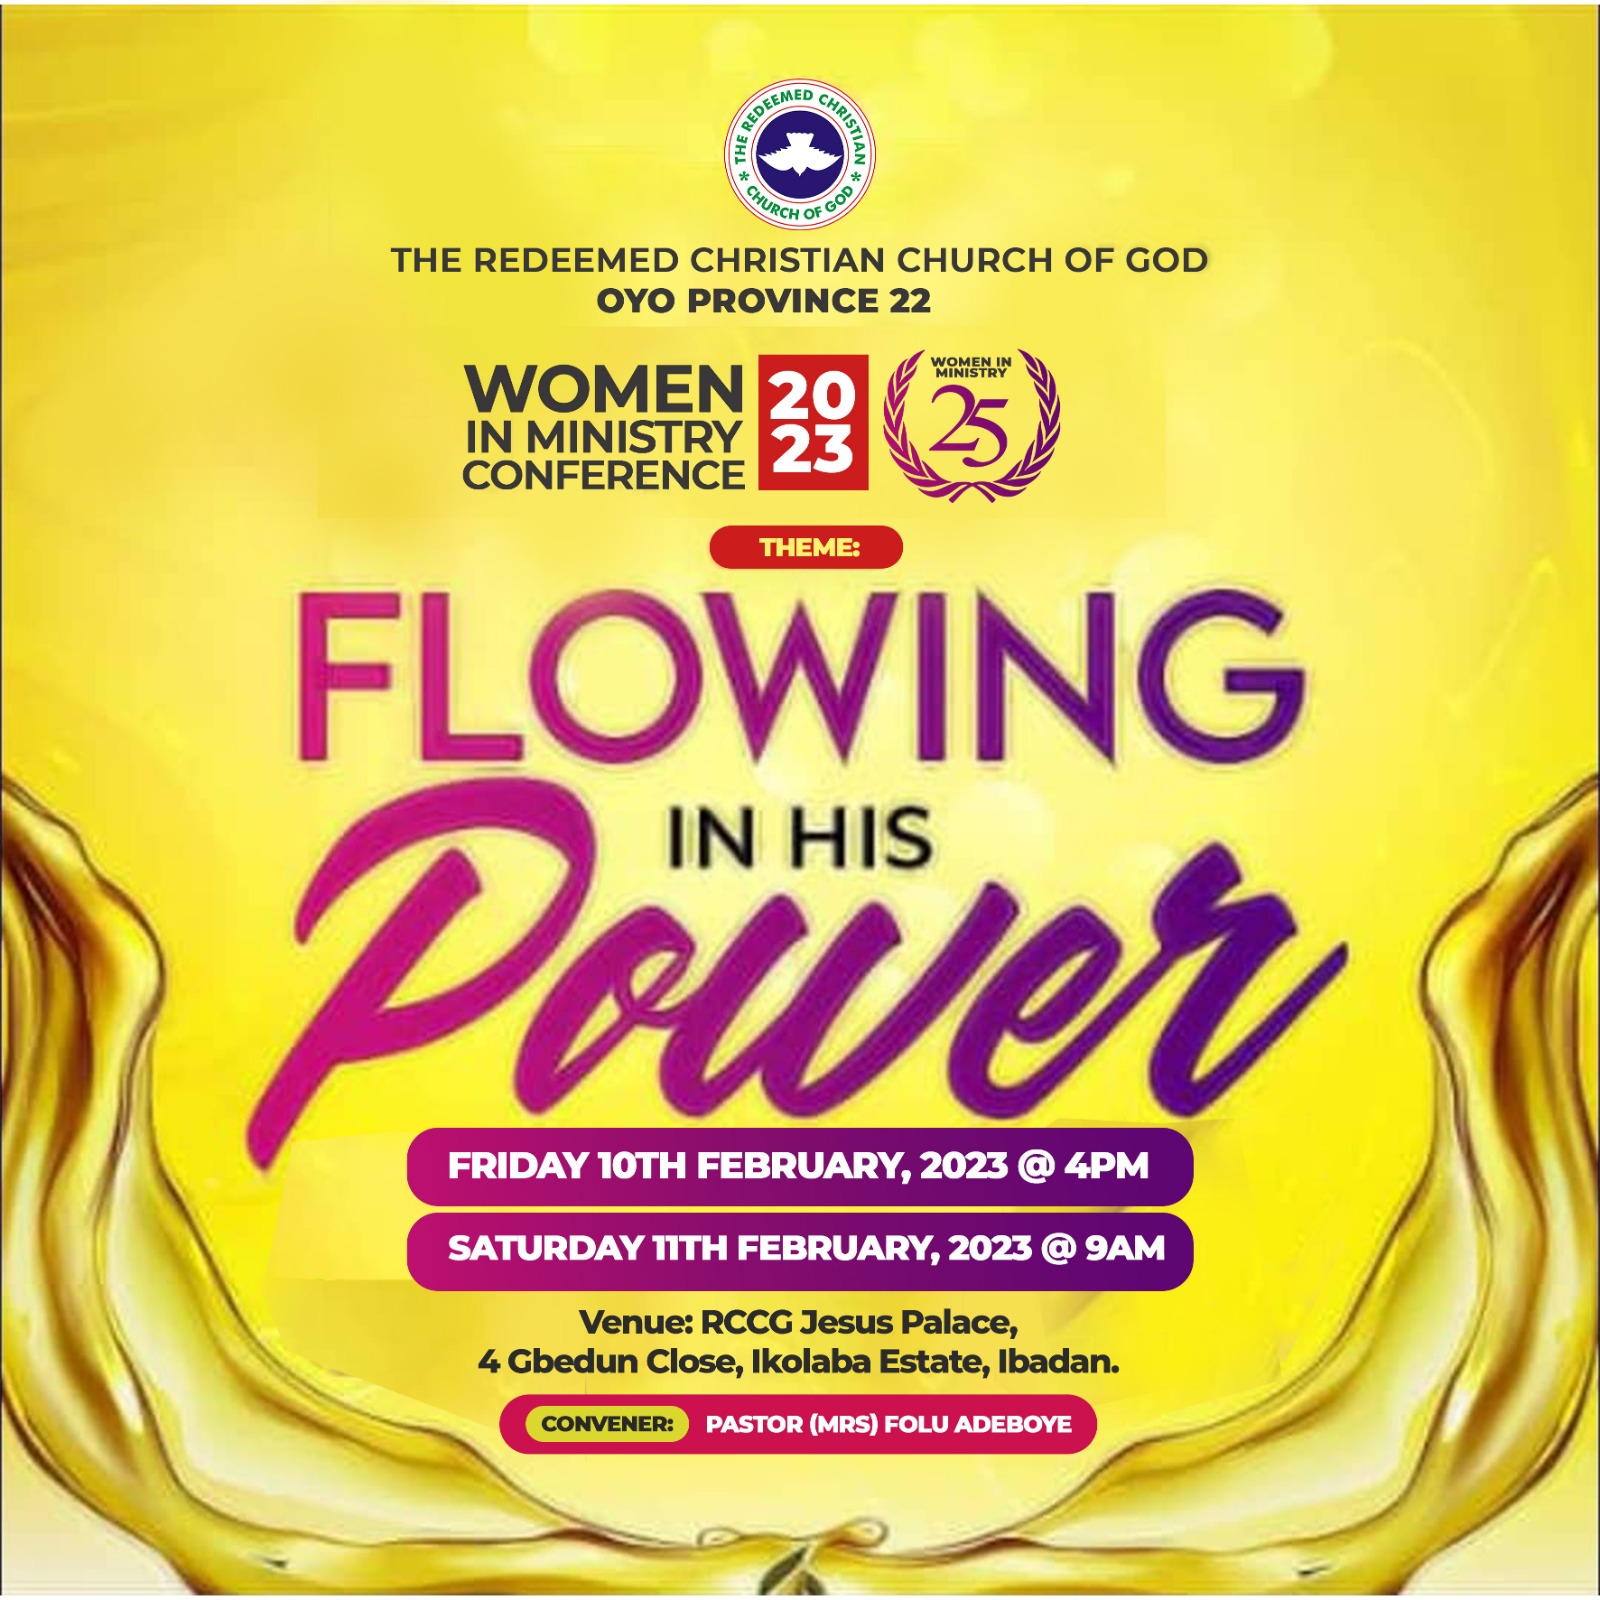 THE REDEEMED CHRISTIAN
* CHURCH OF GOD *
THE REDEEMED CHRISTIAN CHURCH OF GOD
OYO PROVINCE 22
WOMEN
IN MINISTRY
CONFERENCE
20
23
WOMEN IN
MINISTRY
25
THEME:
FLOWING
IN HIS
Power
FRIDAY 10TH FEBRUARY, 2023 @ 4PM
SATURDAY 11TH FEBRUARY, 2023 @ 9AM
Venue: RCCG Jesus Palace,
4 Gbedun Close, Ikolaba Estate, Ibadan.
CONVENER: PASTOR (MRS) FOLU ADEBOYE